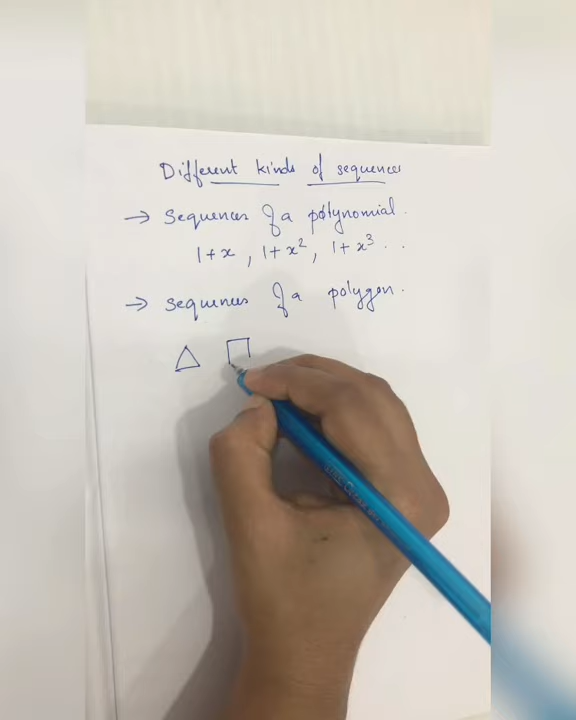 Different kinds of sequences
→ Sequences of a polynomial.
1+x , 1+x², 1+x³ . . .
→ sequences of a polygon.